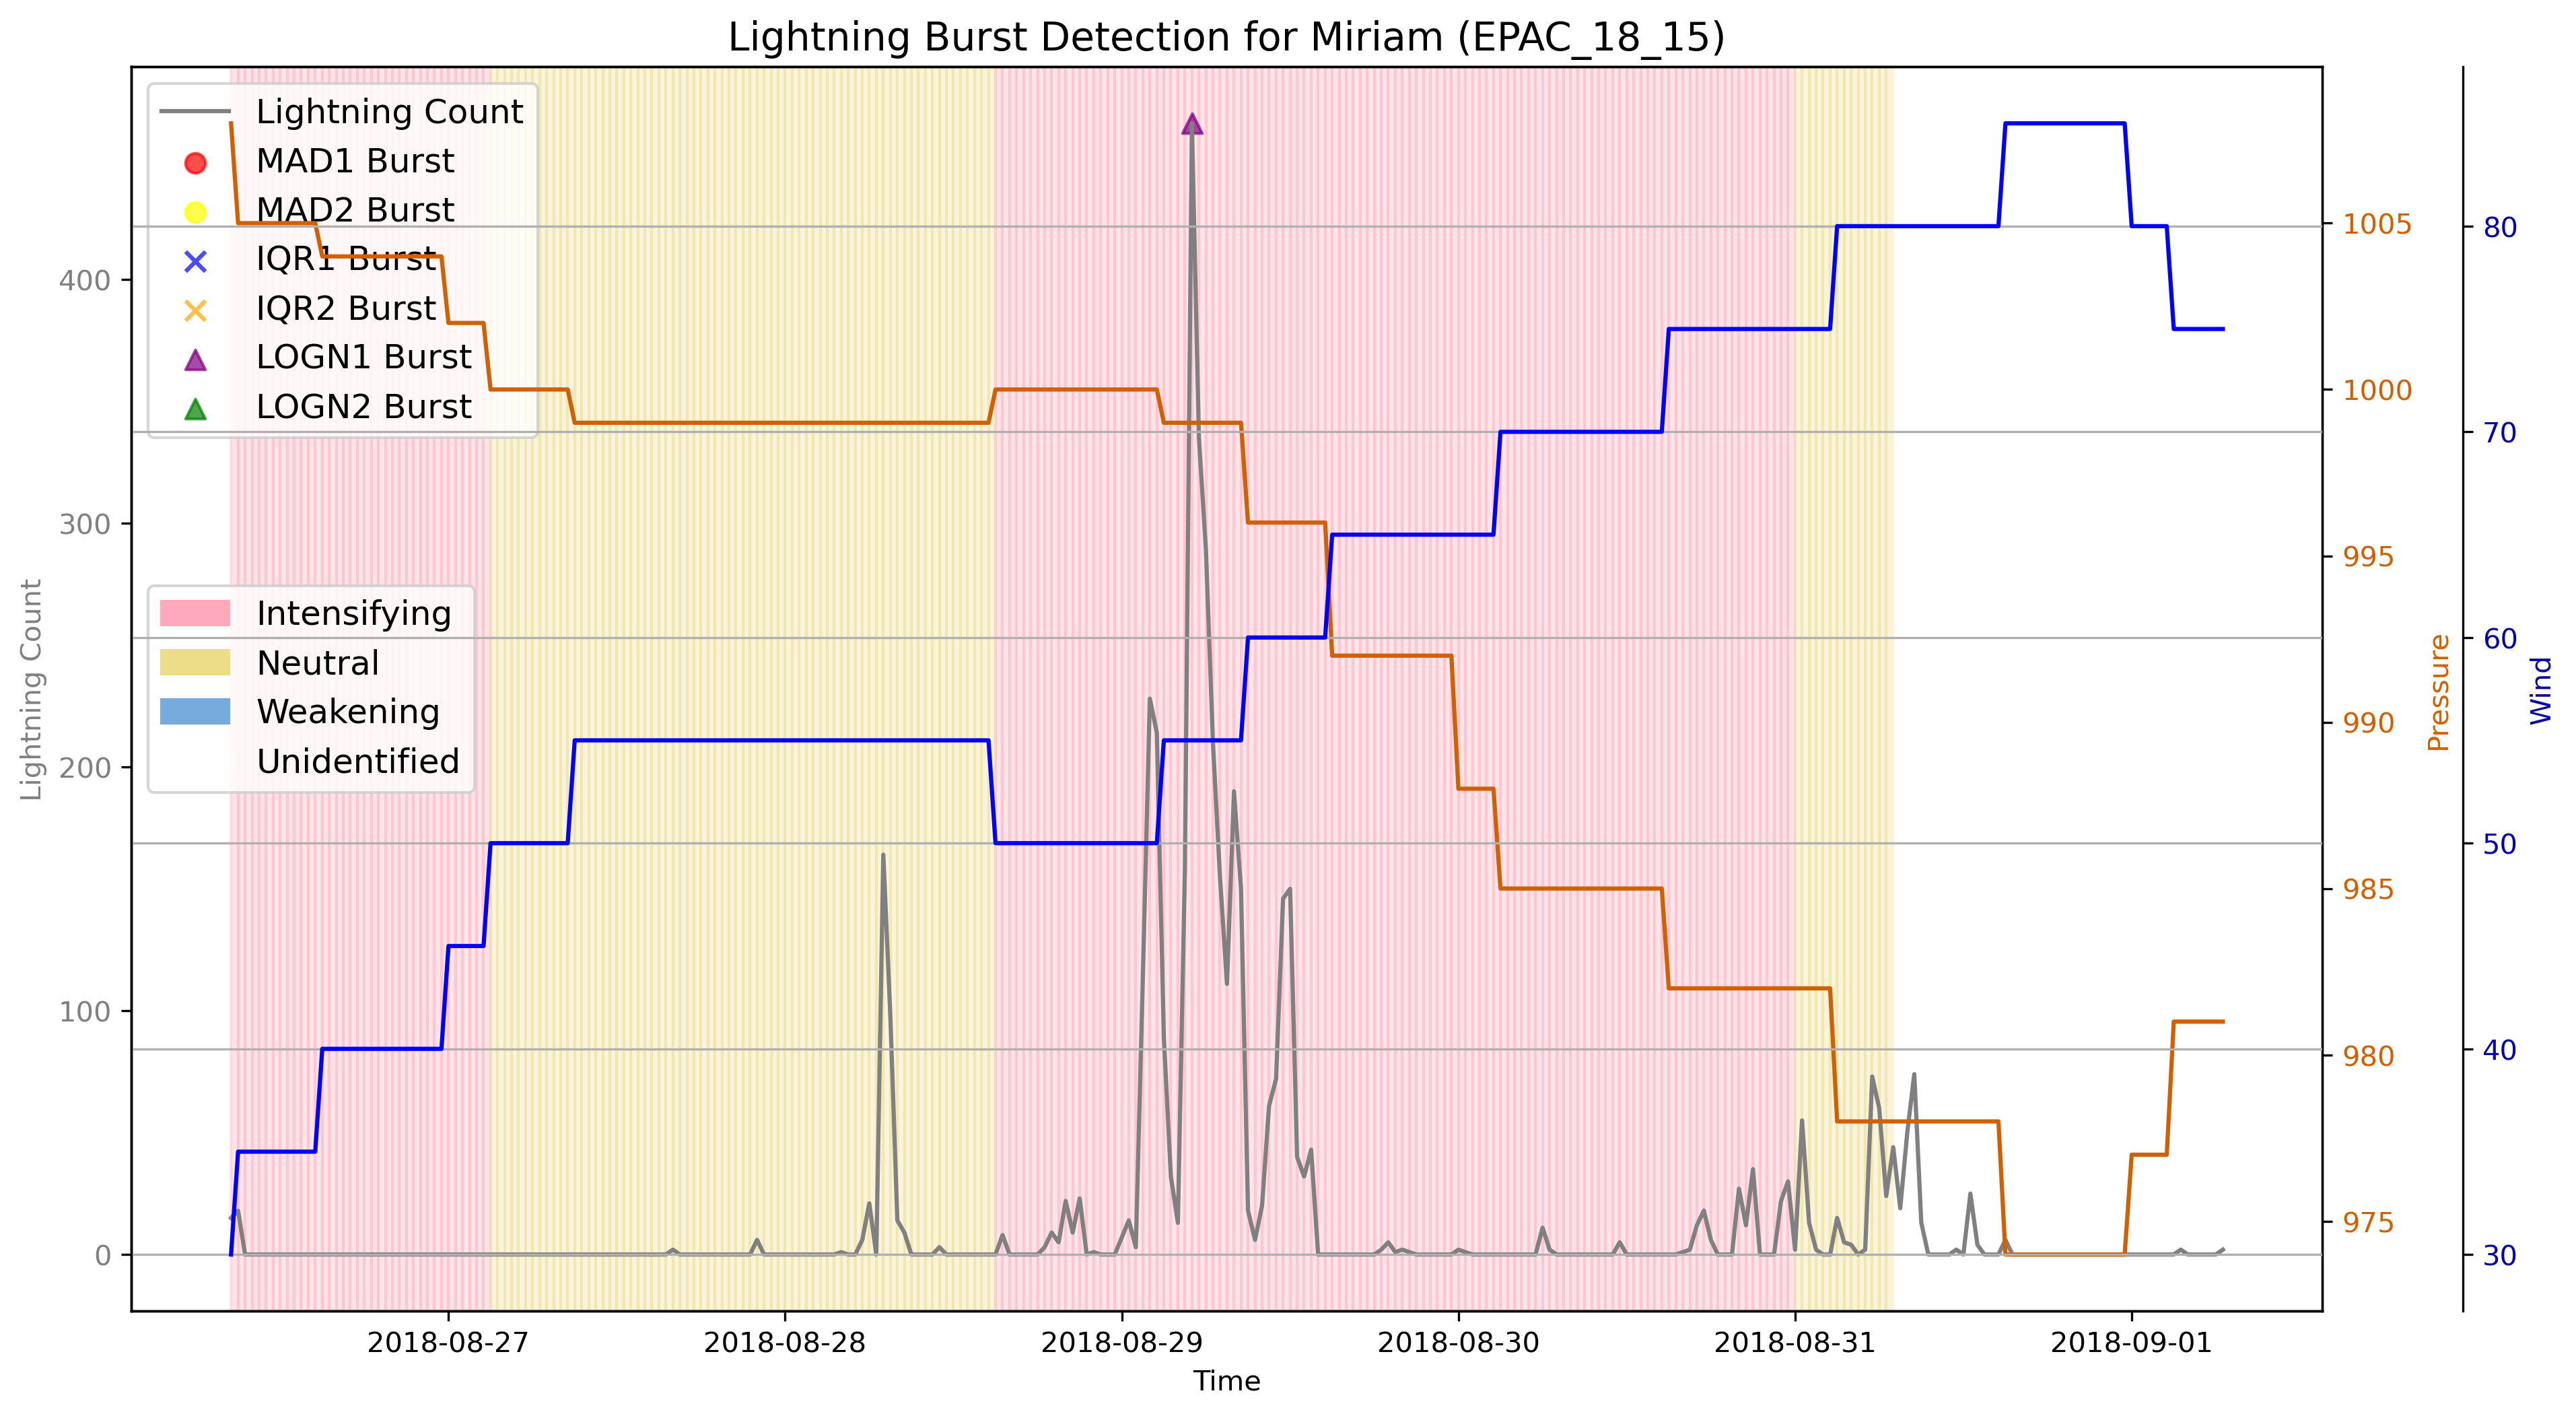 Lightning Burst Detection for Miriam (EPAC_18_15)
Lightning Count
MAD1 Burst
MAD2 Burst
IQR1 Burst
IQR2 Burst
LOGN1 Burst
LOGN2 Burst
Intensifying
Neutral
Weakening
Unidentified
Lightning Count
400
300
200
100
0
1005
1000
995
990
985
980
975
Pressure
80
70
60
50
40
30
Wind
2018-08-27
2018-08-28
2018-08-29
2018-08-30
2018-08-31
2018-09-01
Time